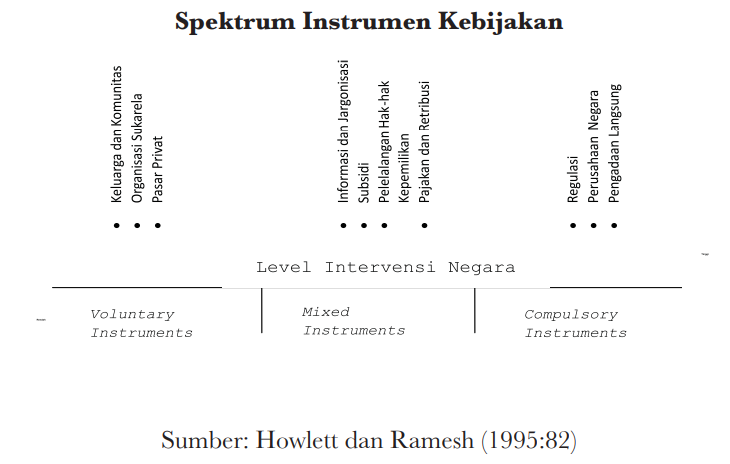 Spektrum Instrumen Kebijakan
Keluarga dan Komunitas
Organisasi Sukarela
Pasar Privat
Informasi dan Jargonisasi
Subsidi
Pelelalangan Hak-hak
Kepemilikan
Pajakan dan Retribusi
Regulasi
Perusahaan Negara
Pengadaan Langsung
Level Intervensi Negara
Voluntary
Instruments
Mixed
Instruments
Compulsory
Instruments
Sumber: Howlett dan Ramesh (1995:82)